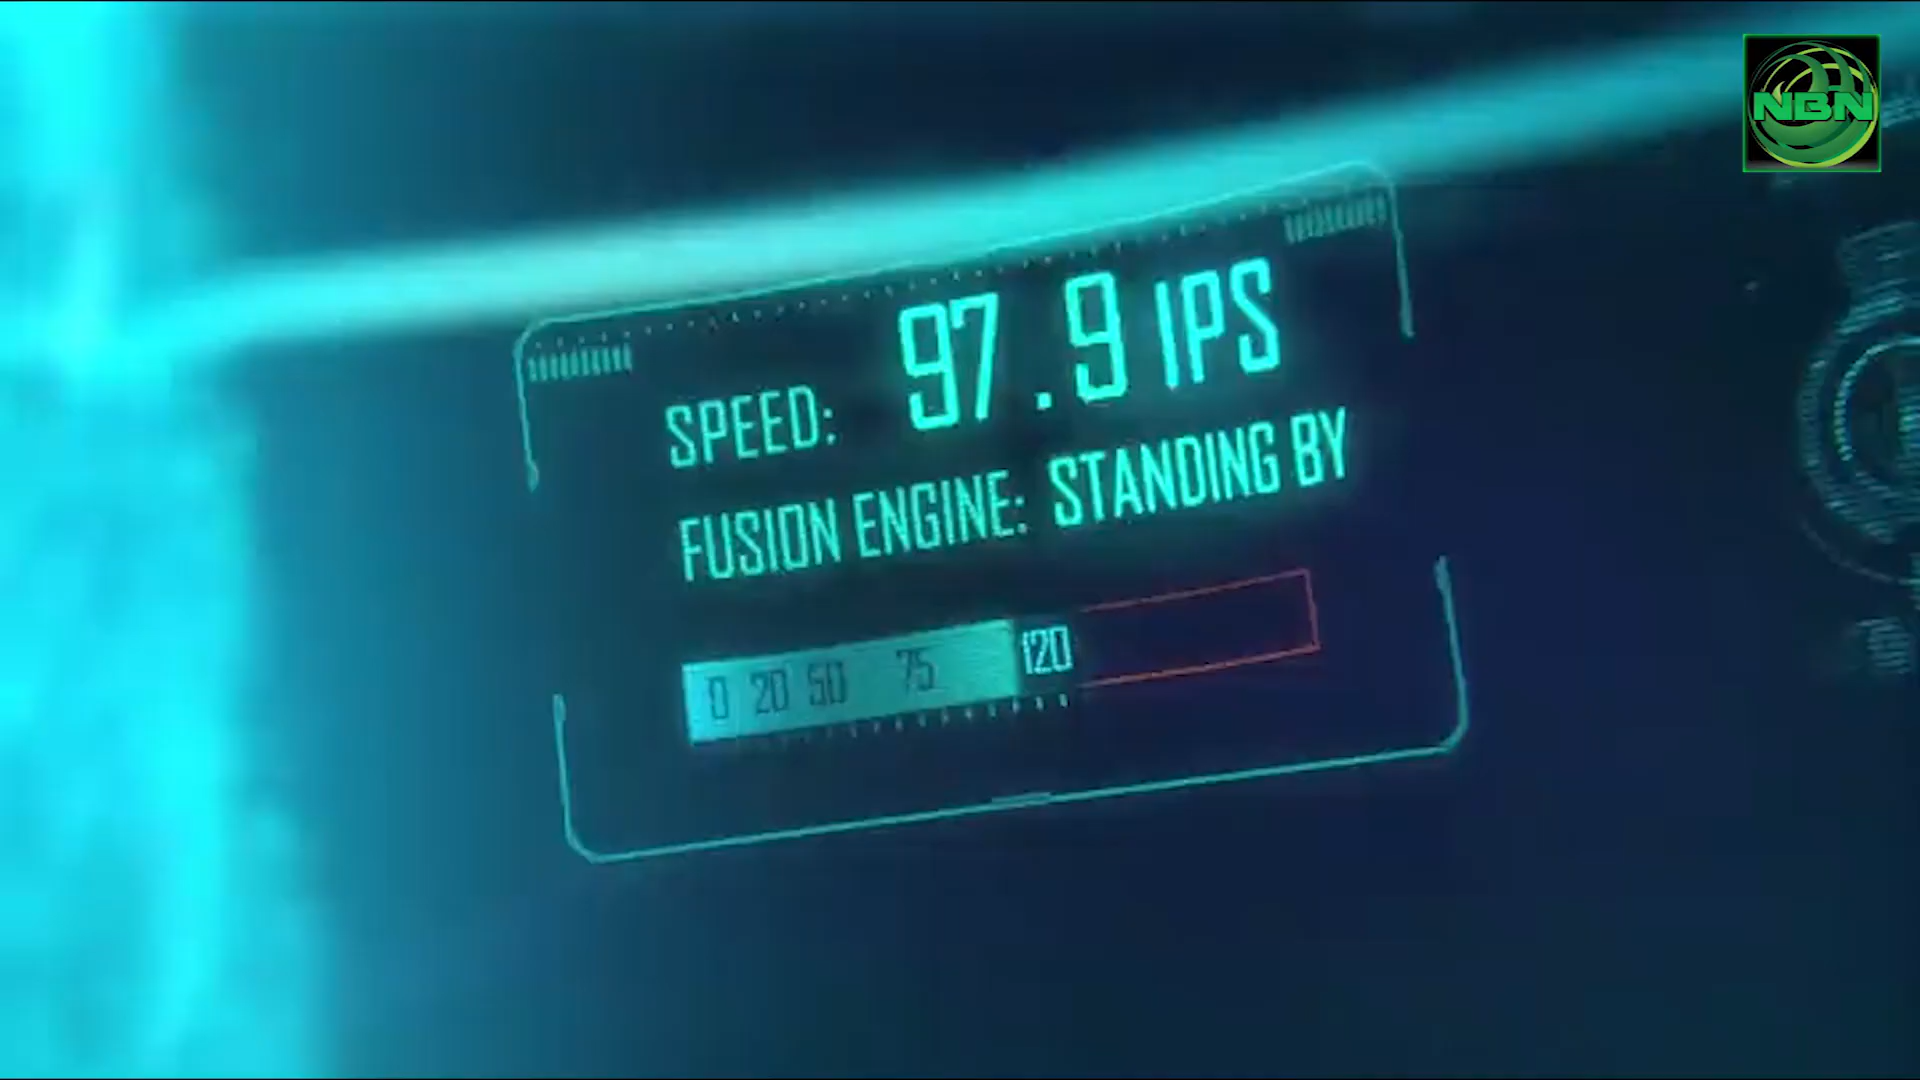 NBN
SPEED: 97.9 IPS
FUSION ENGINE: STANDING BY
0 20 50 75 120